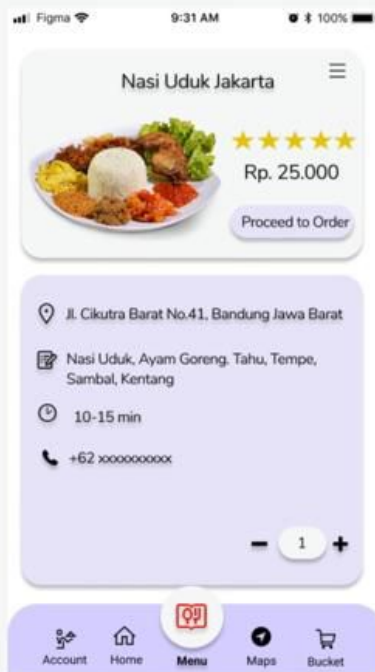 Figma
9:31 AM
100%
Nasi Uduk Jakarta
Rp. 25.000
Proceed to Order
Jl. Cikutra Barat No.41, Bandung Jawa Barat
Nasi Uduk, Ayam Goreng. Tahu, Tempe,
Sambal, Kentang
10-15 min
+62 xxxxxxxxxx
1
Account
Home
Menu
Maps
Bucket